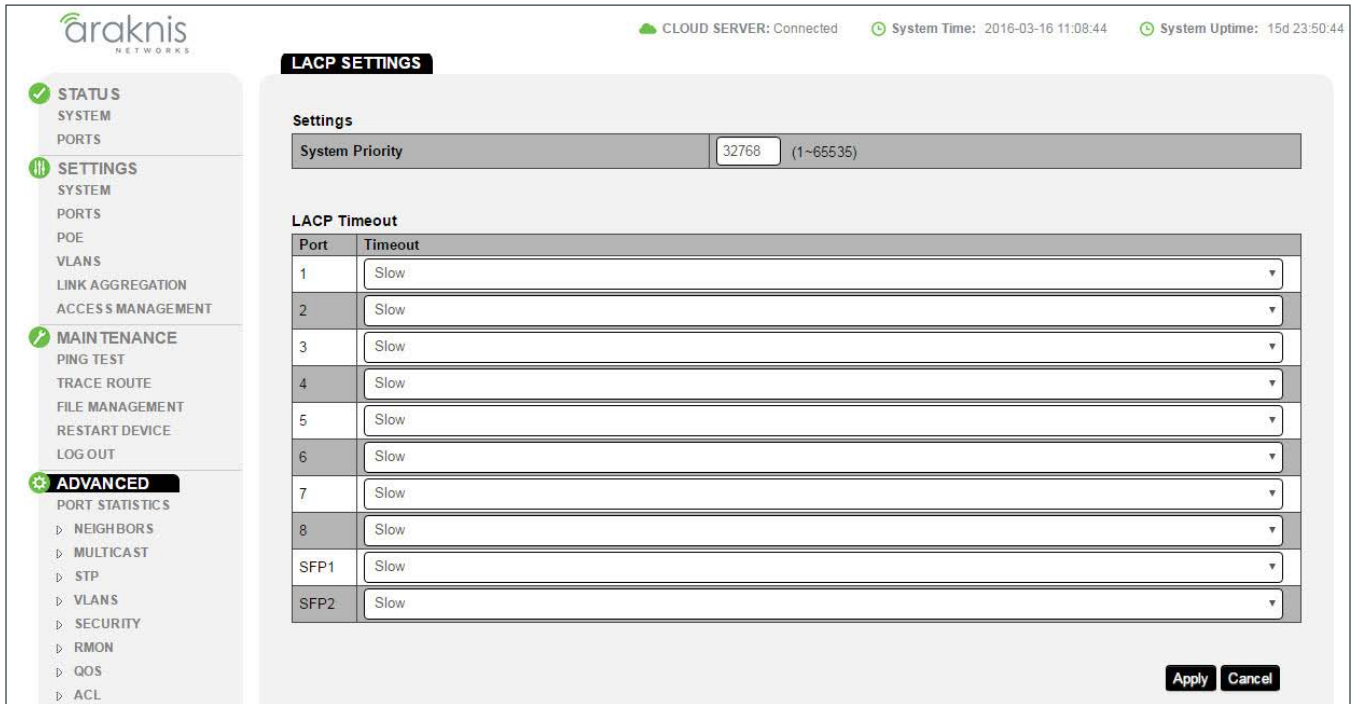 araknis
NETWORKS
CLOUD SERVER: Connected
System Time: 2016-03-16 11:08:44
System Uptime: 15d 23:50:44
LACP SETTINGS
STATUS
SYSTEM
PORTS
SETTINGS
SYSTEM
PORTS
POE
VLANS
LINK AGGREGATION
ACCESS MANAGEMENT
MAINTENANCE
PING TEST
TRACE ROUTE
FILE MANAGEMENT
RESTART DEVICE
LOG OUT
ADVANCED
PORT STATISTICS
NEIGHBORS
MULTICAST
STP
VLANS
SECURITY
RMON
QOS
ACL
Settings
System Priority 32768 (1~65535)
LACP Timeout
Port Timeout
1 Slow
2 Slow
3 Slow
4 Slow
5 Slow
6 Slow
7 Slow
8 Slow
SFP1 Slow
SFP2 Slow
Apply Cancel